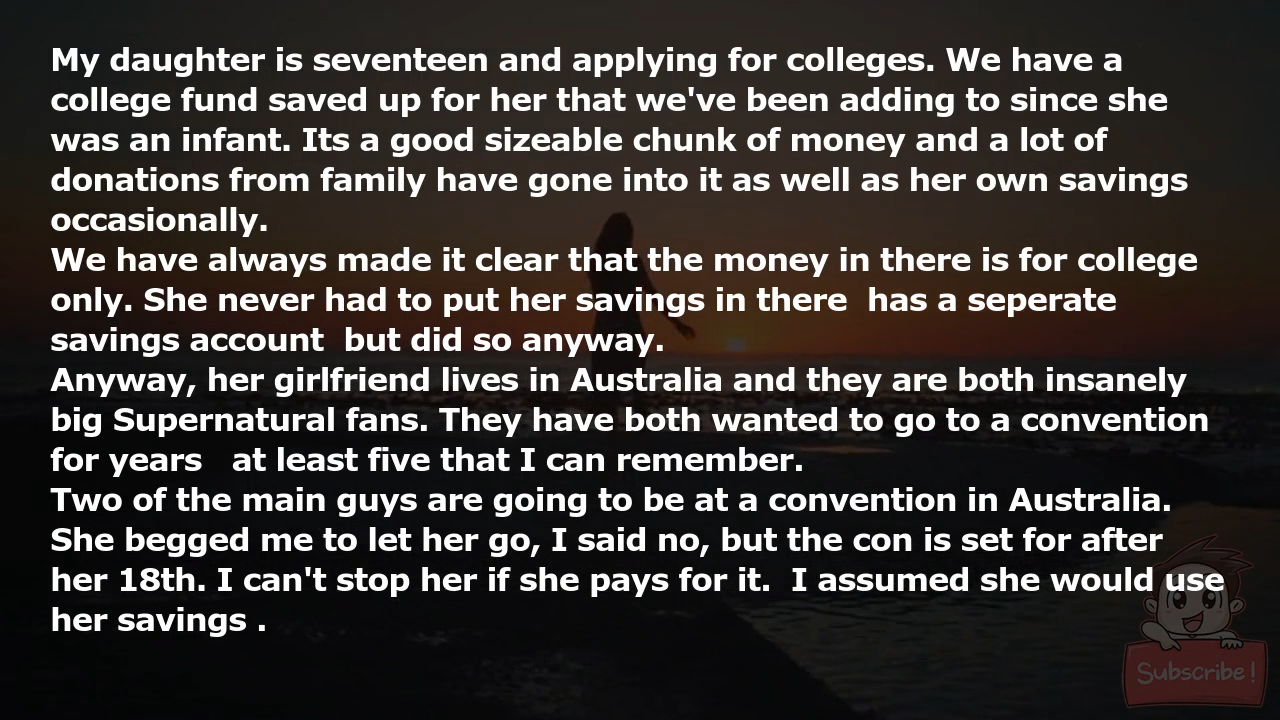 My daughter is seventeen and applying for colleges. We have a
college fund saved up for her that we've been adding to since she
was an infant. Its a good sizeable chunk of money and a lot of
donations from family have gone into it as well as her own savings
occasionally.
We have always made it clear that the money in there is for college
only. She never had to put her savings in there  has a seperate
savings account  but did so anyway.
Anyway, her girlfriend lives in Australia and they are both insanely
big Supernatural fans. They have both wanted to go to a convention
for years   at least five that I can remember.
Two of the main guys are going to be at a convention in Australia.
She begged me to let her go, I said no, but the con is set for after
her 18th. I can't stop her if she pays for it.  I assumed she would use
her savings .
Subscribe!